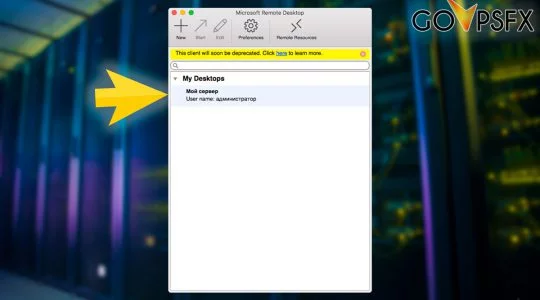 GOVPSFX
Microsoft Remote Desktop
New Start Edit Preferences Remote Resources
This client will soon be deprecated. Click here to learn more.
My Desktops
Мой сервер
User name: администратор